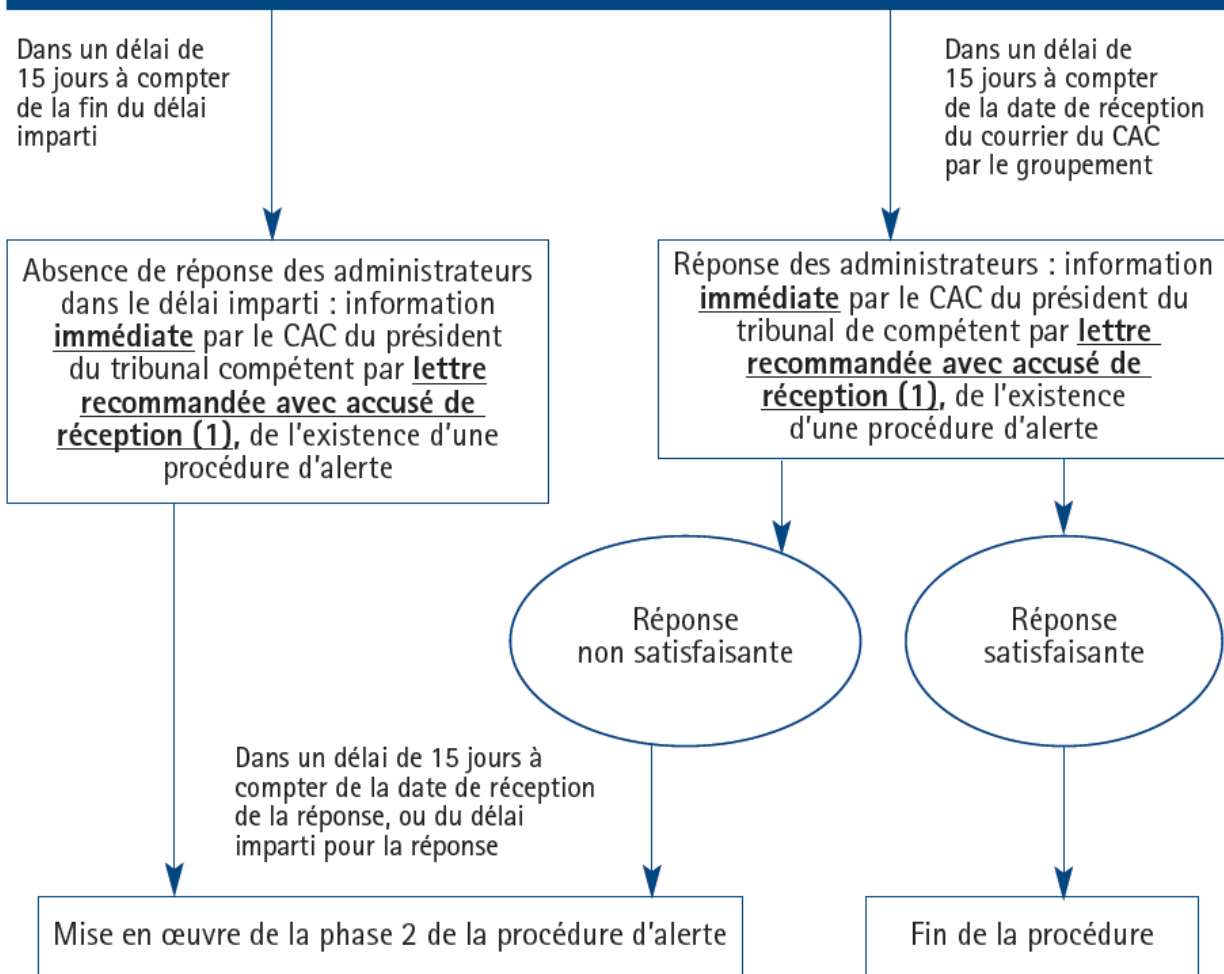 Dans un délai de
15 jours à compter
de la fin du délai
imparti
Dans un délai de
15 jours à compter
de la date de réception
du courrier du CAC
par le groupement
Absence de réponse des administrateurs
dans le délai imparti : information
immédiate par le CAC du président
du tribunal compétent par lettre
recommandée avec accusé de
réception (1), de l'existence d'une
procédure d'alerte
Réponse des administrateurs : information
immédiate par le CAC du président du
tribunal de compétent par lettre
recommandée avec accusé de
réception (1), de l'existence
d'une procédure d'alerte
Réponse
non satisfaisante
Réponse
satisfaisante
Dans un délai de 15 jours à
compter de la date de réception
de la réponse, ou du délai
imparti pour la réponse
Mise en œuvre de la phase 2 de la procédure d'alerte
Fin de la procédure